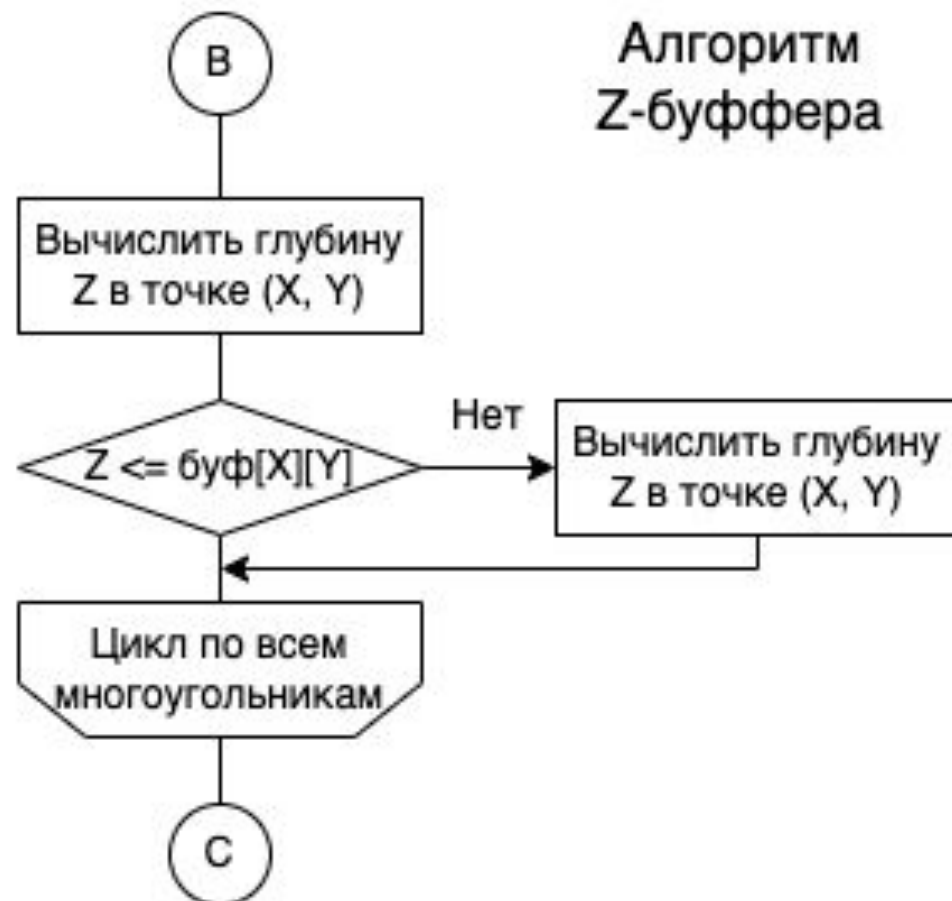 B
Алгоритм
Z-буффера
Вычислить глубину
Z в точке (X, Y)
Z <= буф[X][Y]
Нет
Вычислить глубину
Z в точке (X, Y)
Цикл по всем
многоугольникам
C